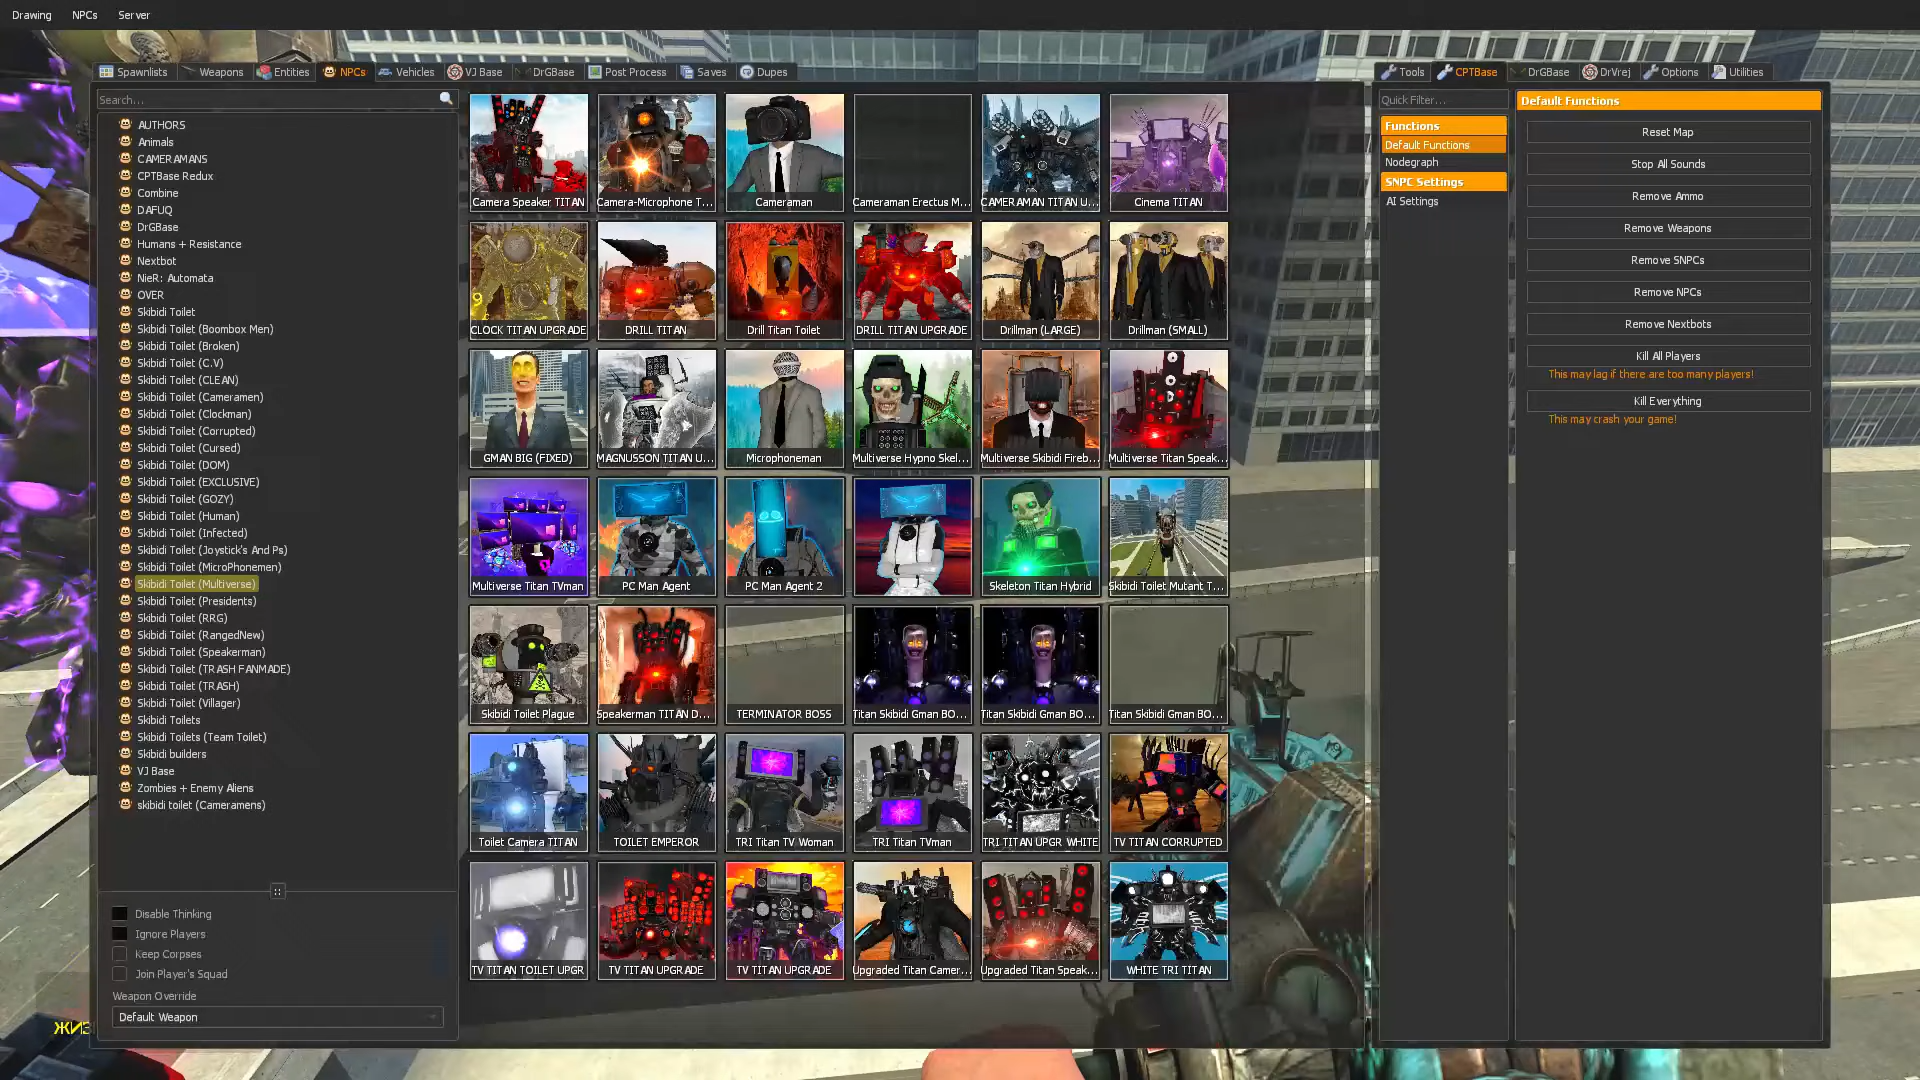 Drawing NPCs Server
Spawnlists Weapons Entities NPCs Vehicles VJ Base DrGBase Post Process Saves Dupes
Tools CPTBase DrGBase DrVrej Options Utilities
Search...
AUTHORS
Animals
CAMERAMANS
CPTBase Redux
Combine
DAFUQ
DrGBase
Humans + Resistance
Nextbot
NieR: Automata
OVER
Skibidi Toilet
Skibidi Toilet (Boombox Men)
Skibidi Toilet (Broken)
Skibidi Toilet (C.V)
Skibidi Toilet (CLEAN)
Skibidi Toilet (Cameramen)
Skibidi Toilet (Clockman)
Skibidi Toilet (Corrupted)
Skibidi Toilet (Cursed)
Skibidi Toilet (DOM)
Skibidi Toilet (EXCLUSIVE)
Skibidi Toilet (GOZY)
Skibidi Toilet (Human)
Skibidi Toilet (Infected)
Skibidi Toilet (Joystick's And Ps)
Skibidi Toilet (MicroPhonemen)
Skibidi Toilet (Multiverse)
Skibidi Toilet (Presidents)
Skibidi Toilet (RRG)
Skibidi Toilet (RangedNew)
Skibidi Toilet (Speakerman)
Skibidi Toilet (TRASH FANMADE)
Skibidi Toilet (TRASH)
Skibidi Toilet (Villager)
Skibidi Toilets
Skibidi Toilets (Team Toilet)
Skibidi builders
VJ Base
Zombies + Enemy Aliens
skibidi toilet (Cameramens)
Disable Thinking
Ignore Players
Keep Corpses
Join Player's Squad
Weapon Override
Default Weapon
ЖИЗ
Camera Speaker TITAN Camera-Microphone T... Cameraman Cameraman Erectus M... CAMERAMAN TITAN U... Cinema TITAN
9
CLOCK TITAN UPGRADE DRILL TITAN Drill Titan Toilet DRILL TITAN UPGRADE Drillman (LARGE) Drillman (SMALL)
GMAN BIG (FIXED) MAGNUSSON TITAN U... Microphoneman Multiverse Hypno Skel... Multiverse Skibidi Fireb... Multiverse Titan Speak...
Multiverse Titan TVman PC Man Agent PC Man Agent 2 Skeleton Titan Hybrid Skibidi Toilet Mutant T...
Skibidi Toilet Plague Speakerman TITAN D... TERMINATOR BOSS Titan Skibidi Gman BO... Titan Skibidi Gman BO... Titan Skibidi Gman BO...
Toilet Camera TITAN TOILET EMPEROR TRI Titan TV Woman TRI Titan TVman TRI TITAN UPGR WHITE TV TITAN CORRUPTED
TV TITAN TOILET UPGR TV TITAN UPGRADE TV TITAN UPGRADE Upgraded Titan Camer... Upgraded Titan Speak... WHITE TRI TITAN
Quick Filter...
Functions
Default Functions
Nodegraph
SNPC Settings
AI Settings
Default Functions
Reset Map
Stop All Sounds
Remove Ammo
Remove Weapons
Remove SNPCs
Remove NPCs
Remove Nextbots
Kill All Players
This may lag if there are too many players!
Kill Everything
This may crash your game!